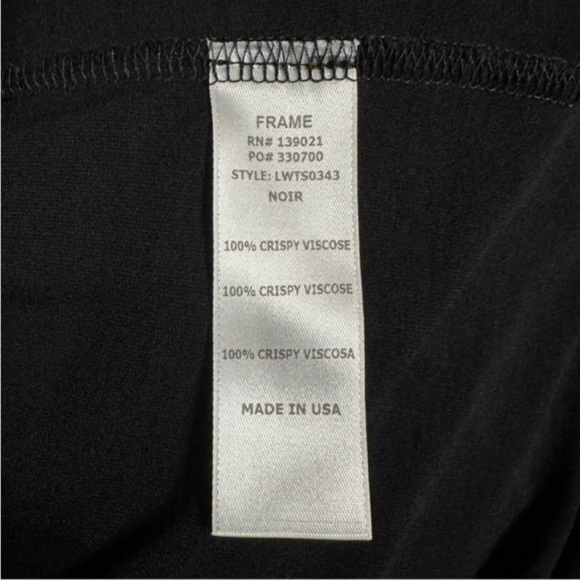 FRAME
RN# 139021
PO# 330700
STYLE: LWTS0343
NOIR
100% CRISPY VISCOSE
100% CRISPY VISCOSE
100% CRISPY VISCOSA
MADE IN USA